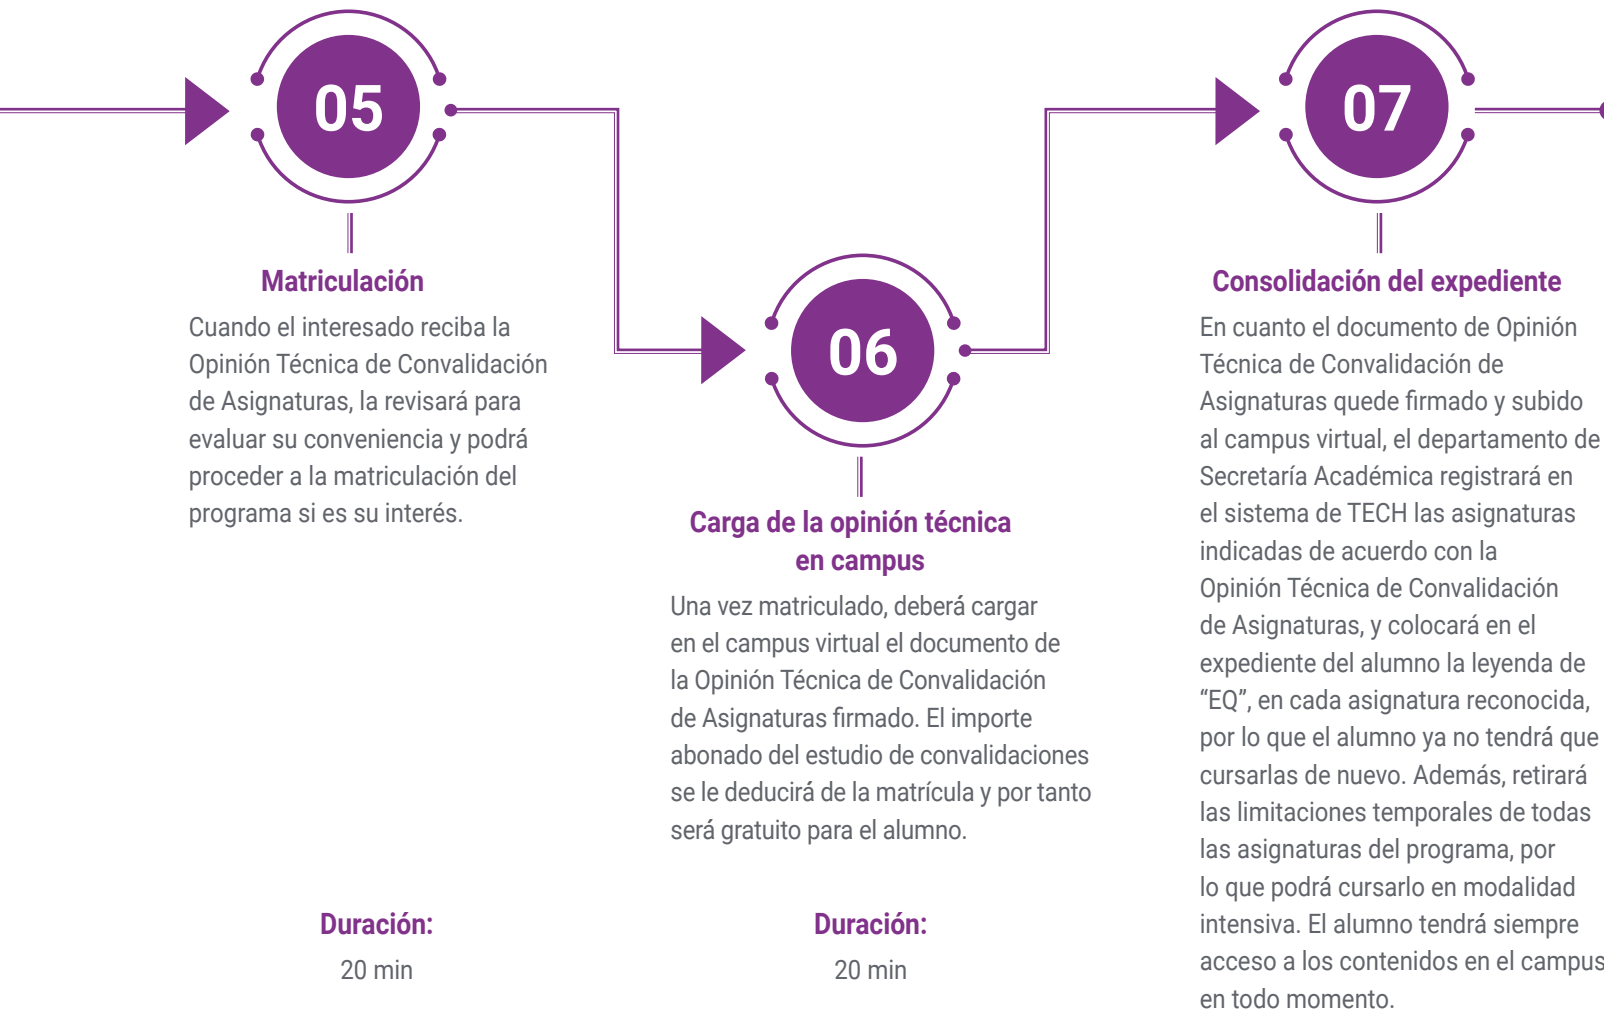 05
Matriculación
Cuando el interesado reciba la
Opinión Técnica de Convalidación
de Asignaturas, la revisará para
evaluar su conveniencia y podrá
proceder a la matriculación del
programa si es su interés.
Duración:
20 min
06
Carga de la opinión técnica
en campus
Una vez matriculado, deberá cargar
en el campus virtual el documento de
la Opinión Técnica de Convalidación
de Asignaturas firmado. El importe
abonado del estudio de convalidaciones
se le deducirá de la matrícula y por tanto
será gratuito para el alumno.
Duración:
20 min
07
Consolidación del expediente
En cuanto el documento de Opinión
Técnica de Convalidación de
Asignaturas quede firmado y subido
al campus virtual, el departamento de
Secretaría Académica registrará en
el sistema de TECH las asignaturas
indicadas de acuerdo con la
Opinión Técnica de Convalidación
de Asignaturas, y colocará en el
expediente del alumno la leyenda de
“EQ”, en cada asignatura reconocida,
por lo que el alumno ya no tendrá que
cursarlas de nuevo. Además, retirará
las limitaciones temporales de todas
las asignaturas del programa, por
lo que podrá cursarlo en modalidad
intensiva. El alumno tendrá siempre
acceso a los contenidos en el campus
en todo momento.